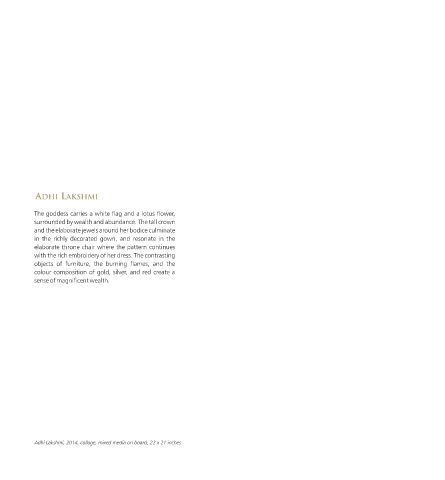 ADHI LAKSHMI
The goddess carries a white flag and a lotus flower,
surrounded by wealth and abundance. The tall crown
and the elaborate jewels around her bodice culminate
in the richly decorated gown, and resonate in the
elaborate throne chair where the pattern continues
with the rich embroidery of her dress. The contrasting
objects of furniture, the burning flames, and the
colour composition of gold, silver, and red create a
sense of magnificent wealth.
Adhi Lakshmi, 2014, collage, mixed media on board, 22 x 21 inches